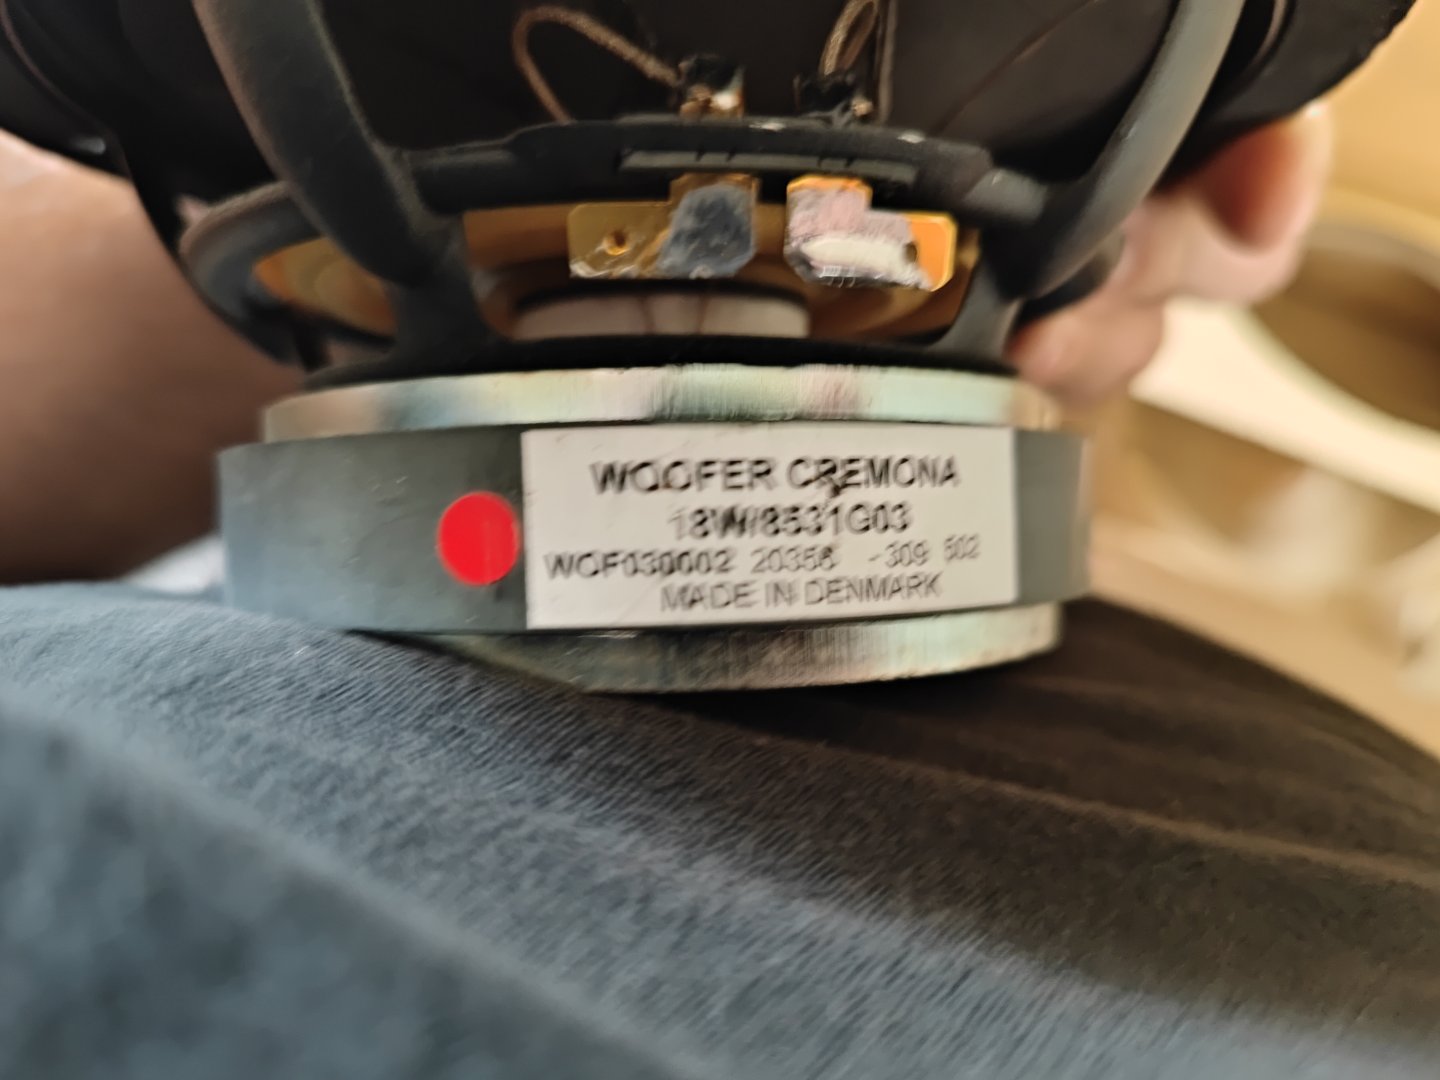 WOOFER CREMONA
18W/8531G03
WOF030002 20356 -309 502
MADE IN DENMARK